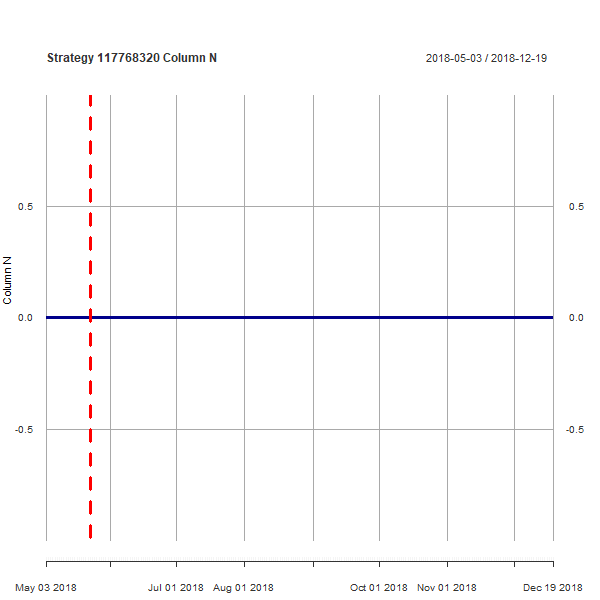 Strategy 117768320 Column N
2018-05-03 / 2018-12-19
0.5
0.5
Column N
0.0
0.0
-0.5
-0.5
May 03 2018
Jul 01 2018
Aug 01 2018
Oct 01 2018
Nov 01 2018
Dec 19 2018